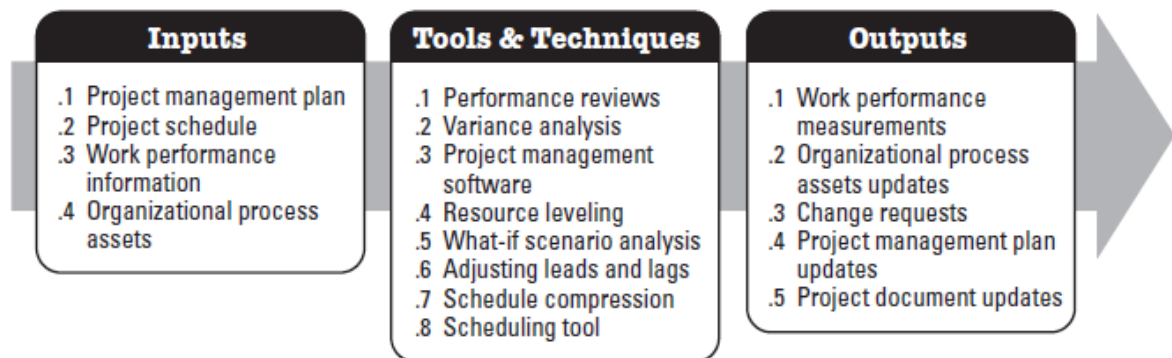 Inputs
.1 Project management plan
.2 Project schedule
.3 Work performance
information
.4 Organizational process
assets
Tools & Techniques
.1 Performance reviews
.2 Variance analysis
.3 Project management
software
.4 Resource leveling
.5 What-if scenario analysis
.6 Adjusting leads and lags
.7 Schedule compression
.8 Scheduling tool
Outputs
.1 Work performance
measurements
.2 Organizational process
assets updates
.3 Change requests
.4 Project management plan
updates
.5 Project document updates